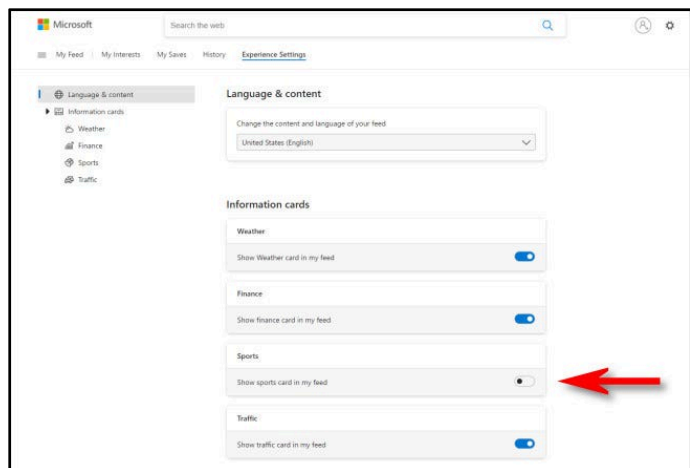 Microsoft
Search the web
My Feed
My Interests
My Saves
History
Experience Settings
Language & content
Information cards
Weather
Finance
Sports
Traffic
Language & content
Change the content and language of your feed
United States (English)
Information cards
Weather
Show Weather card in my feed
Finance
Show finance card in my feed
Sports
Show sports card in my feed
Traffic
Show traffic card in my feed